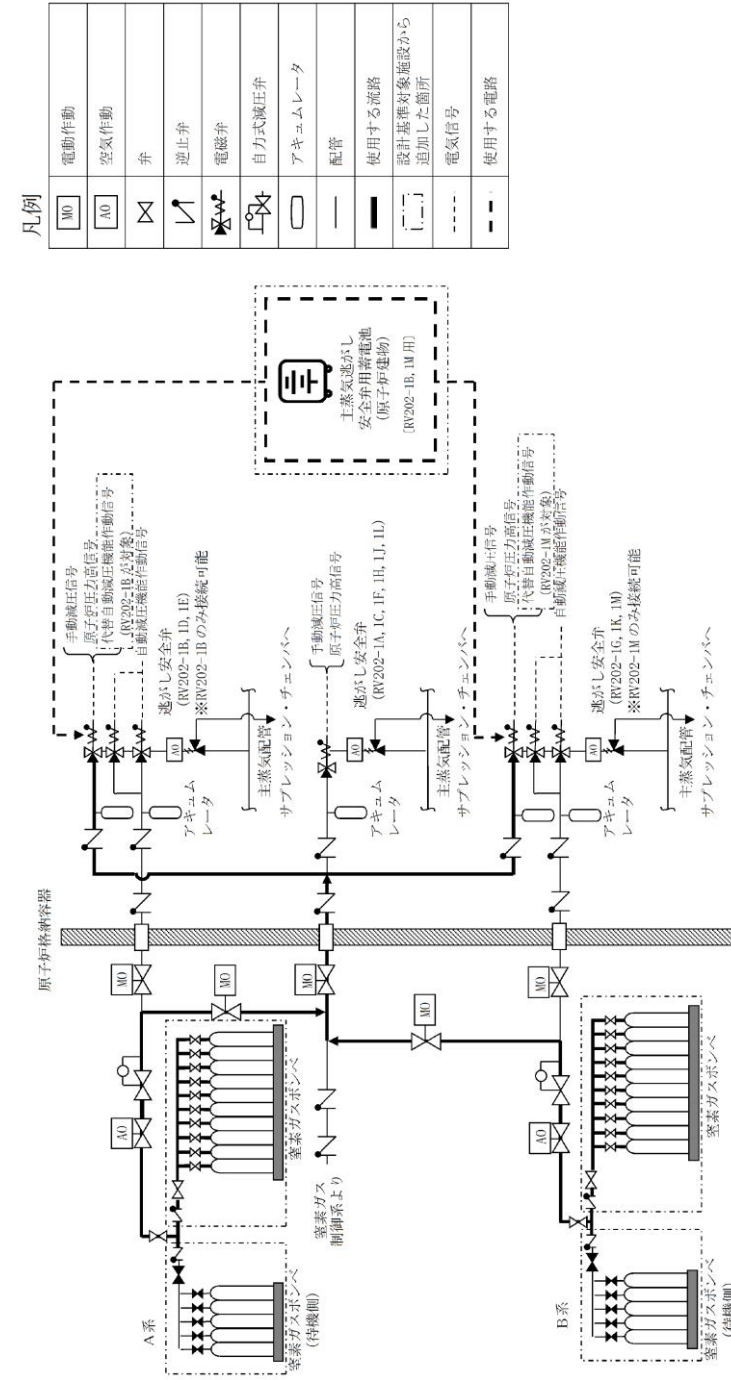 凡例
MO
電動作動
AO
空気作動
弁
逆止弁
電磁弁
自力式減圧弁
アキュムレータ
配管
使用する流路
設計基準対象施設から
追加した箇所
電気信号
使用する電路
主蒸気逃がし
安全弁用蓄電池
(原子炉建物)
[RV202-1B, 1M 用]
手動減圧信号
原子炉圧力高信号
代替自動減圧機能作動信号
(RV202-1B が対象)
自動減圧機能作動信号
逃がし安全弁
(RV202-1B, 1D, 1E)
※RV202-1B のみ接続可能
AO
主蒸気配管
サプレッション・チェンバへ
アキュム
レータ
手動減圧信号
原子炉圧力高信号
逃がし安全弁
(RV202-1A, 1C, 1F, 1H, 1J, 1L)
AO
主蒸気配管
サプレッション・チェンバへ
アキュム
レータ
手動減圧信号
原子炉圧力高信号
代替自動減圧機能作動信号
(RV202-1M が対象)
自動減圧機能作動信号
逃がし安全弁
(RV202-1G, 1K, 1M)
※RV202-1M のみ接続可能
AO
主蒸気配管
サプレッション・チェンバへ
アキュム
レータ
原子炉格納容器
MO
MO
MO
MO
MO
AO
AO
窒素ガス
制御系より
A系
窒素ガスボンベ
窒素ガスボンベ
(待機側)
B系
窒素ガスボンベ
窒素ガスボンベ
(待機側)